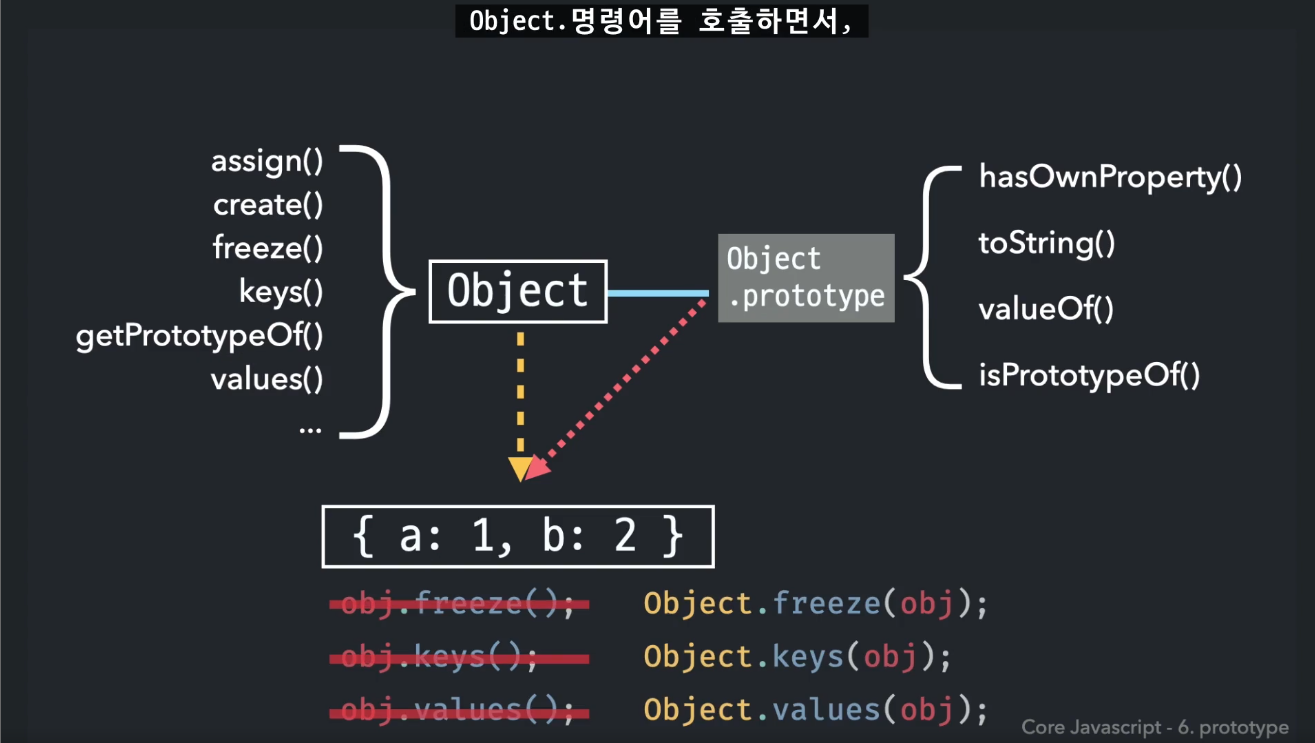 Object.명령어를 호출하면서,
assign()
create()
freeze()
keys()
getPrototypeOf()
values()
...
Object
Object
.prototype
hasOwnProperty()
toString()
valueOf()
isPrototypeOf()
{ a: 1, b: 2 }
obj.freeze(); Object.freeze(obj);
obj.keys(); Object.keys(obj);
obj.values(); Object.values(obj);
Core Javascript - 6. prototype